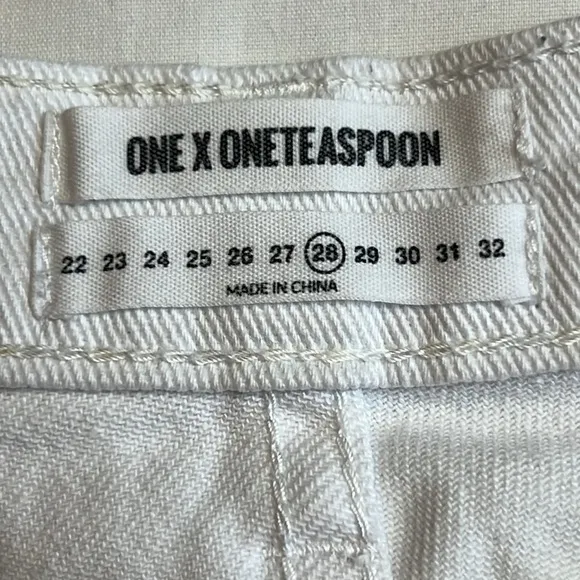 ONE X ONETEASPOON
22 23 24 25 26 27 28 29 30 31 32
MADE IN CHINA